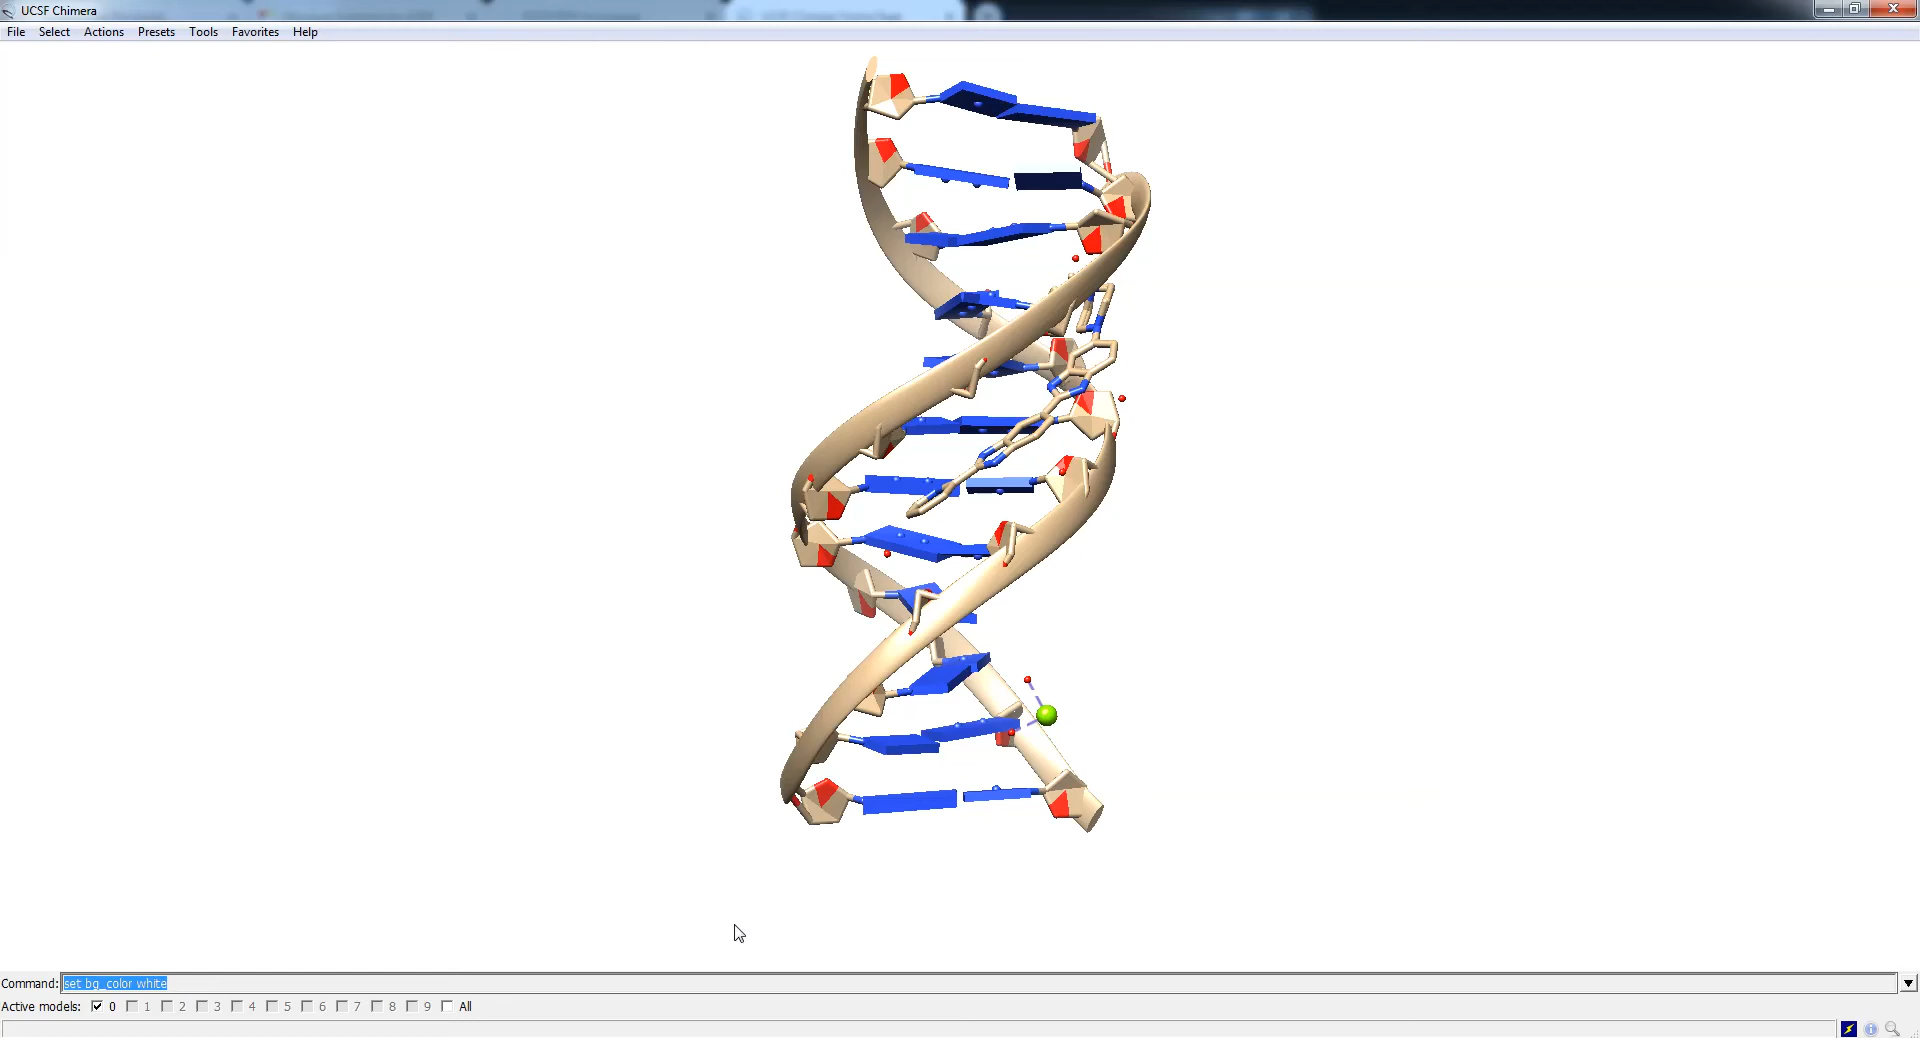 UCSF Chimera
File Select Actions Presets Tools Favorites Help
Command: set bg_color white
Active models: 0 1 2 3 4 5 6 7 8 9 All